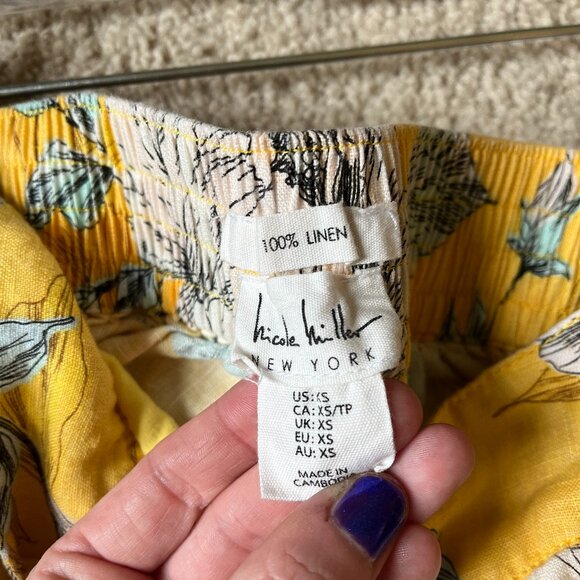 100% LINEN
Nicole Miller
NEW YORK
US: XS
CA: XS/TP
UK: XS
EU: XS
AU: XS
MADE IN
CAMBODIA